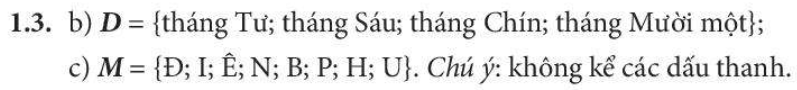 1.3. b) D = {tháng Tư; tháng Sáu; tháng Chín; tháng Mười một};
c) M = {Đ; I; Ê; N; B; P; H; U}. Chú ý: không kể các dấu thanh.